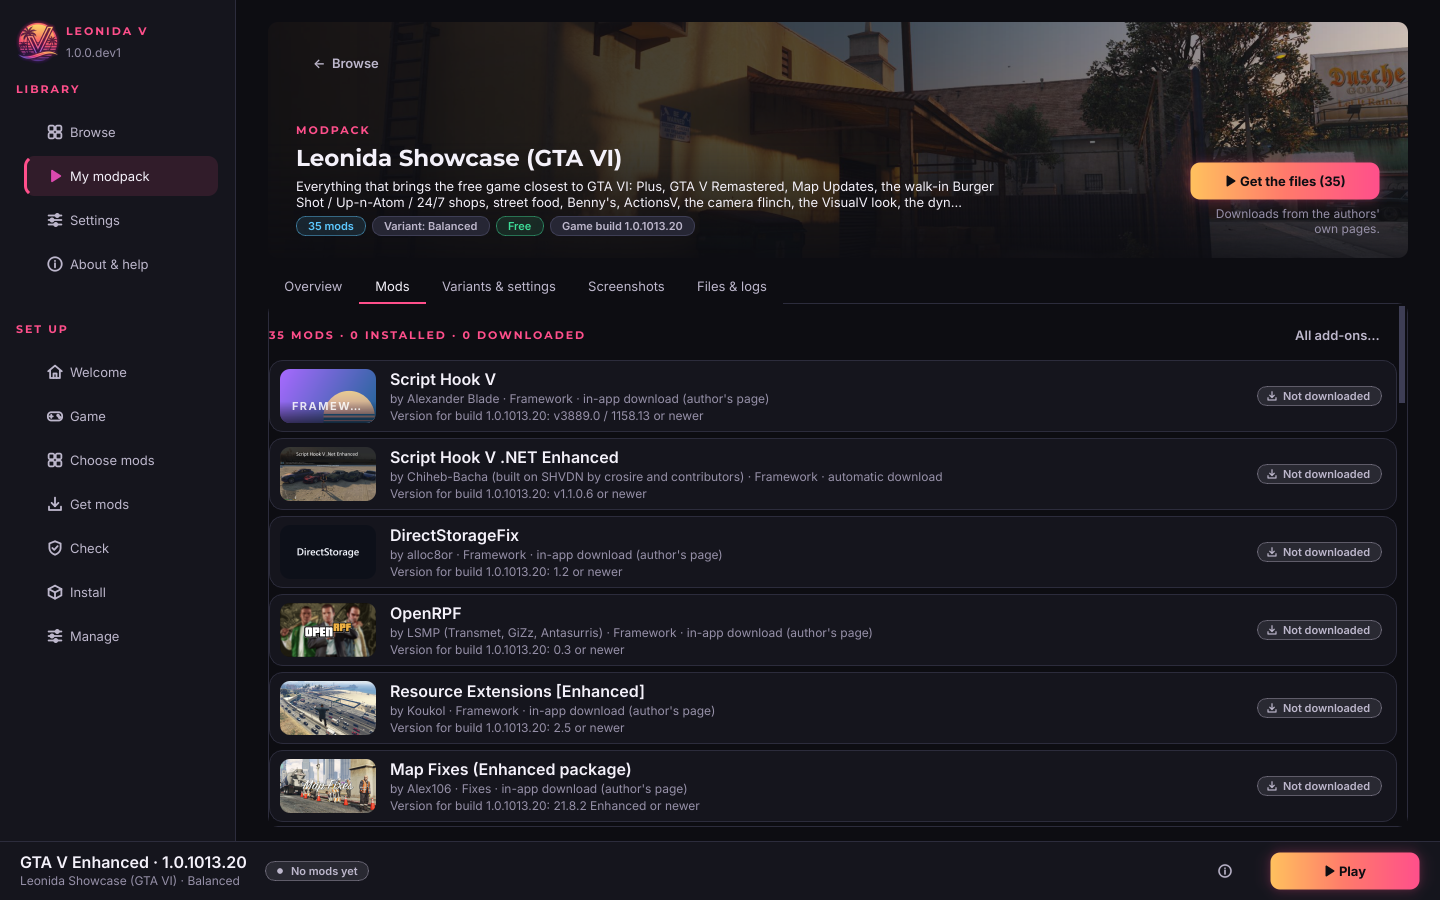 LEONIDA V
1.0.0.dev1
LIBRARY
Browse
My modpack
Settings
About & help
SET UP
Welcome
Game
Choose mods
Get mods
Check
Install
Manage
← Browse
Dusche
GOLD
MODPACK
Leonida Showcase (GTA VI)
Everything that brings the free game closest to GTA VI: Plus, GTA V Remastered, Map Updates, the walk-in Burger
Shot / Up-n-Atom / 24/7 shops, street food, Benny's, ActionsV, the camera flinch, the VisualV look, the dyn...
35 mods
Variant: Balanced
Free
Game build 1.0.1013.20
Get the files (35)
Downloads from the authors'
own pages.
Overview
Mods
Variants & settings
Screenshots
Files & logs
35 MODS · 0 INSTALLED · 0 DOWNLOADED
All add-ons...
FRAMEW...
Script Hook V
by Alexander Blade · Framework · in-app download (author's page)
Version for build 1.0.1013.20: v3889.0 / 1158.13 or newer
Not downloaded
Script Hook V .Net Enhanced
Script Hook V .NET Enhanced
by Chiheb-Bacha (built on SHVDN by crosire and contributors) · Framework · automatic download
Version for build 1.0.1013.20: v1.1.0.6 or newer
Not downloaded
DirectStorage
DirectStorageFix
by alloc8or · Framework · in-app download (author's page)
Version for build 1.0.1013.20: 1.2 or newer
Not downloaded
OPENRPF
OpenRPF
by LSMP (Transmet, GiZz, Antasurris) · Framework · in-app download (author's page)
Version for build 1.0.1013.20: 0.3 or newer
Not downloaded
Resource Extensions [Enhanced]
by Koukol · Framework · in-app download (author's page)
Version for build 1.0.1013.20: 2.5 or newer
Not downloaded
Map Fixes
Map Fixes (Enhanced package)
by Alex106 · Fixes · in-app download (author's page)
Version for build 1.0.1013.20: 21.8.2 Enhanced or newer
Not downloaded
GTA V Enhanced · 1.0.1013.20
Leonida Showcase (GTA VI) · Balanced
No mods yet
Play